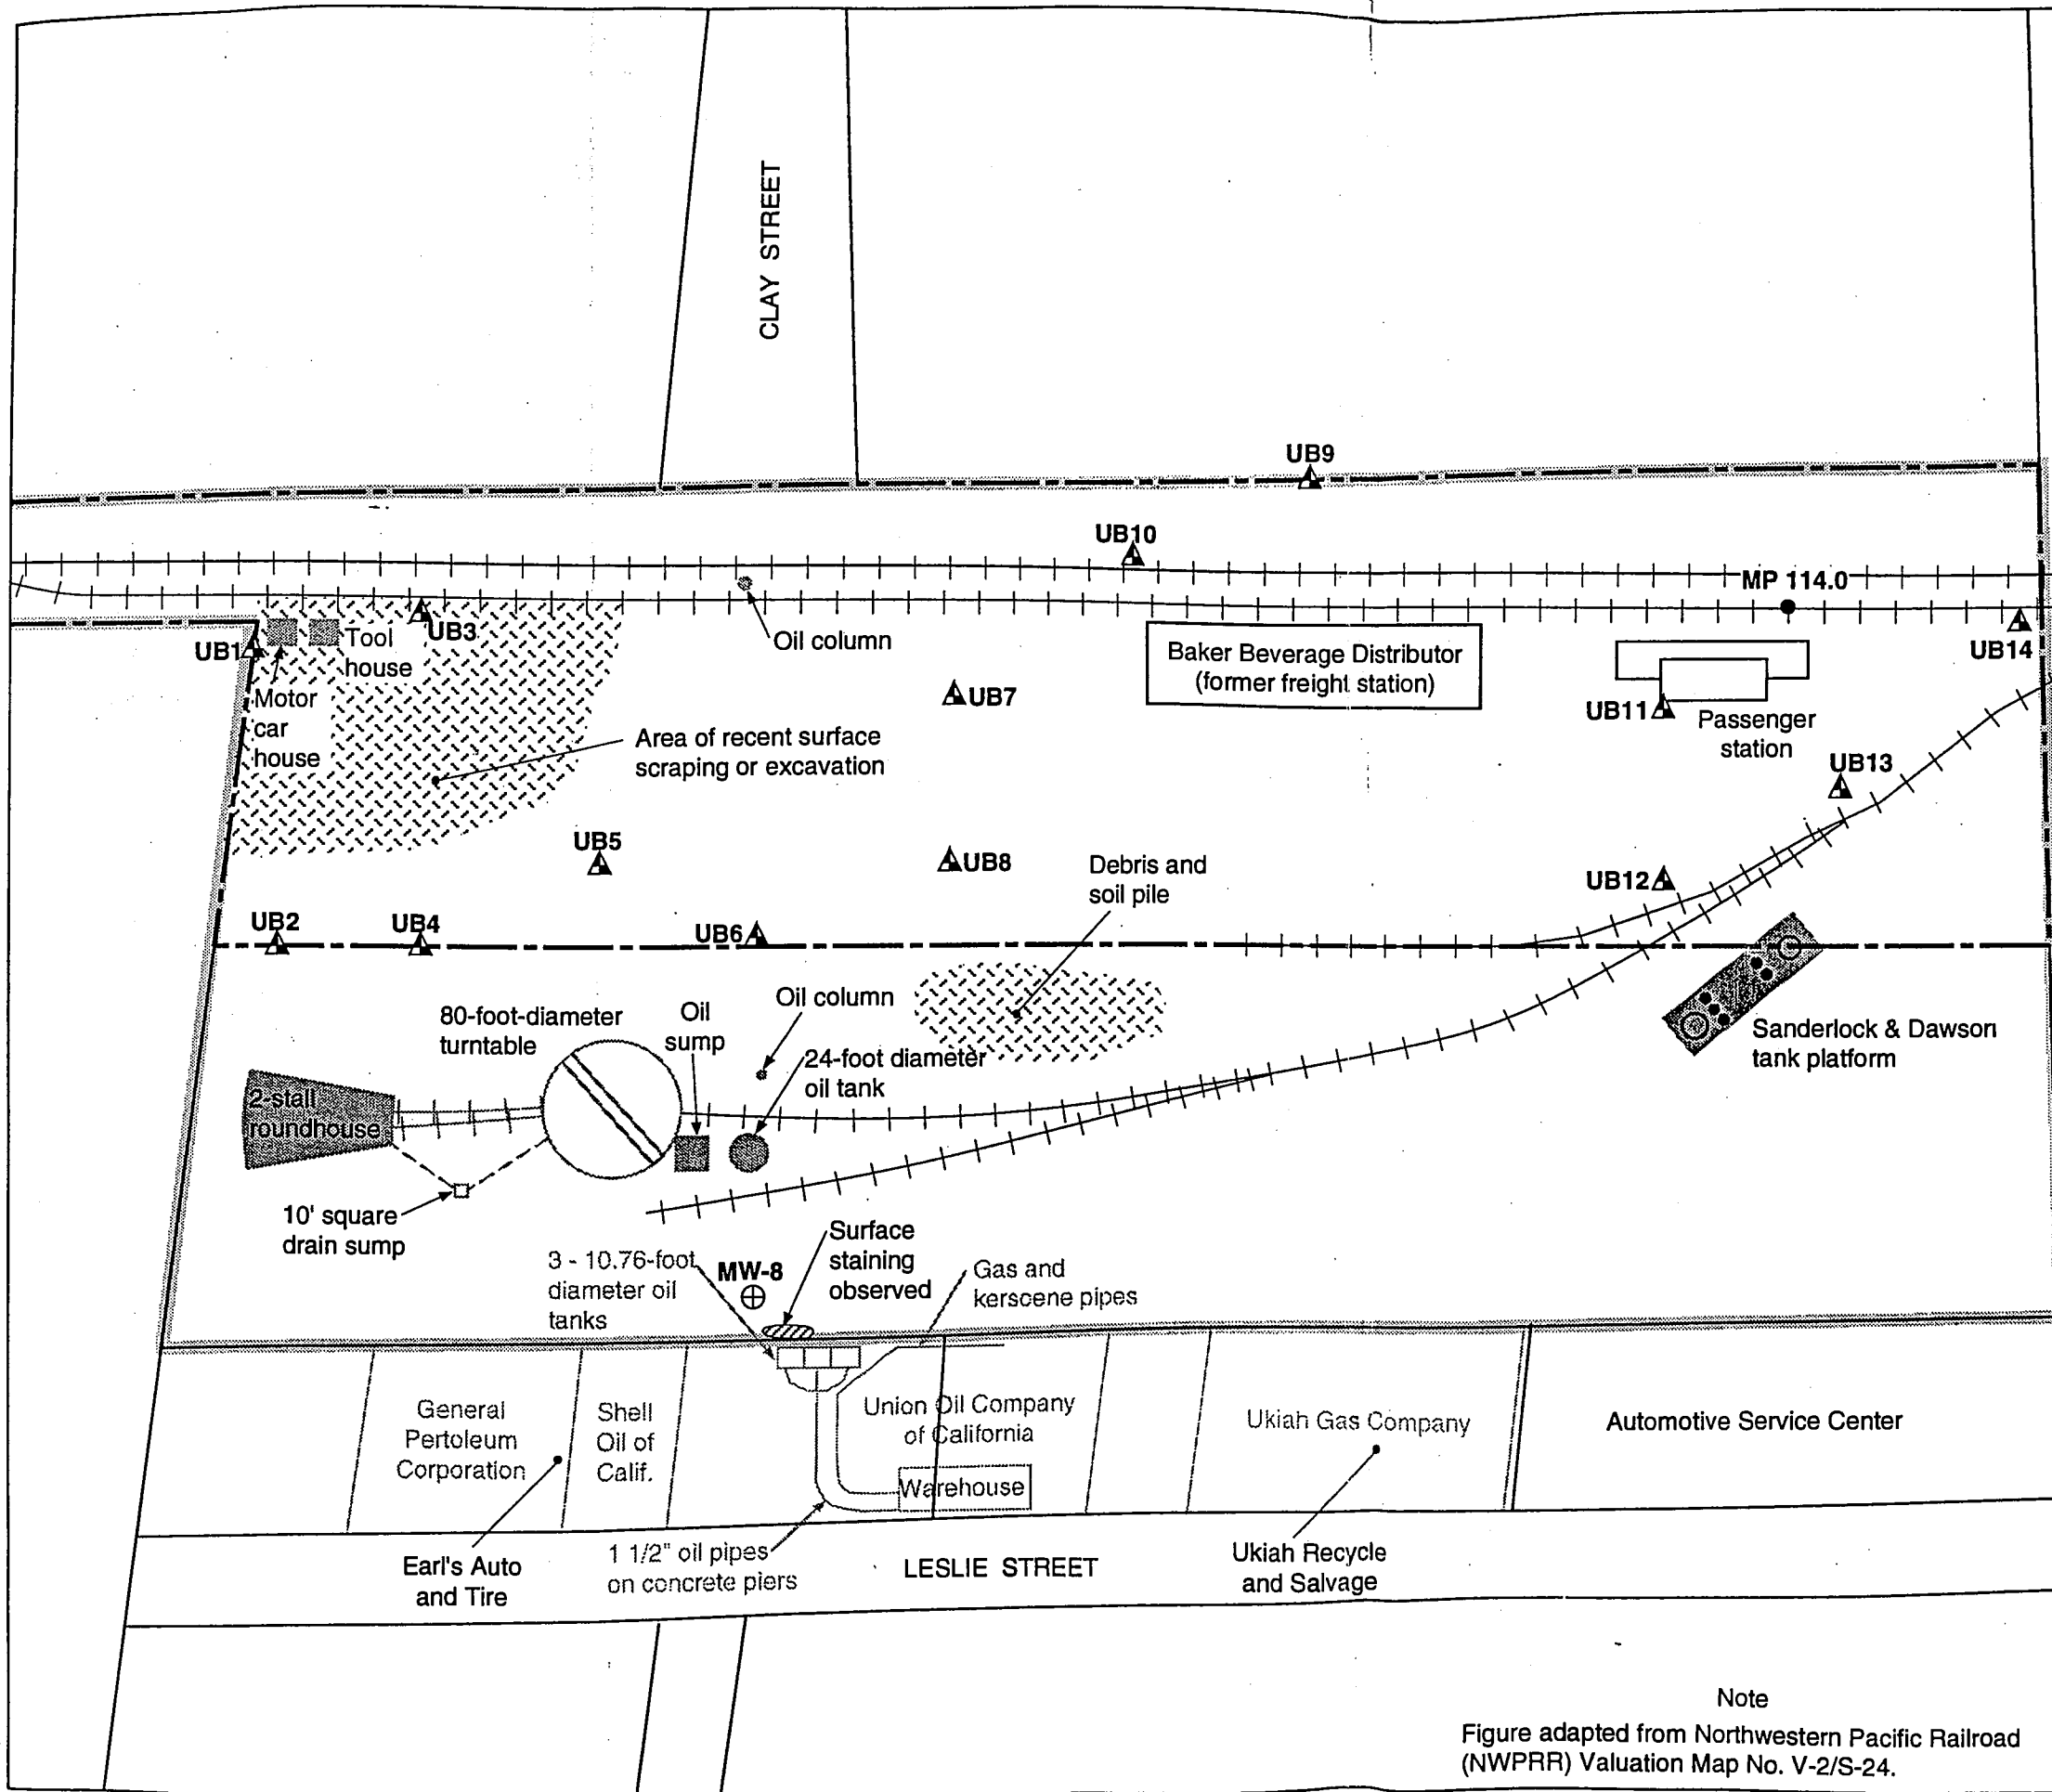 CLAY STREET
UB9
UB10
MP 114.0
UB3
Tool
house
UB1
Oil column
UB14
Baker Beverage Distributor
(former freight station)
Motor
car
house
UB7
UB11
Passenger
station
Area of recent surface
scraping or excavation
UB13
UB5
UB8
Debris and
soil pile
UB12
UB2
UB4
UB6
Oil column
80-foot-diameter
turntable
Oil
sump
24-foot diameter
oil tank
Sanderlock & Dawson
tank platform
2-stall
roundhouse
10' square
drain sump
Surface
staining
observed
3 - 10.76-foot
diameter oil
tanks
MW-8
Gas and
kerscene pipes
General
Pertoleum
Corporation
Shell
Oil of
Calif.
Union Oil Company
of California
Ukiah Gas Company
Automotive Service Center
Warehouse
Earl's Auto
and Tire
1 1/2" oil pipes
on concrete piers
LESLIE STREET
Ukiah Recycle
and Salvage
Note
Figure adapted from Northwestern Pacific Railroad
(NWPRR) Valuation Map No. V-2/S-24.